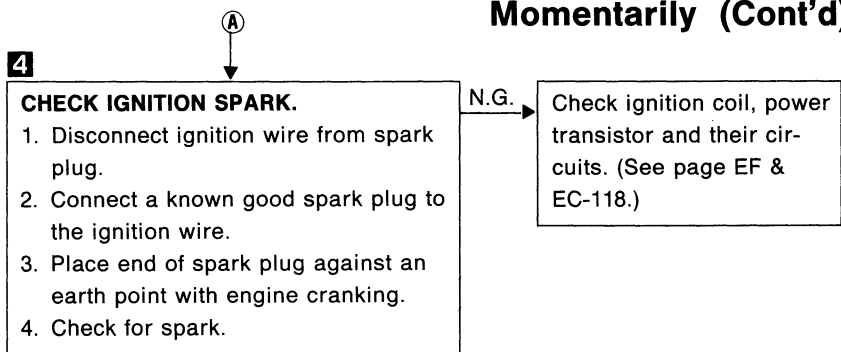 Momentarily (Cont'd)
A
4
CHECK IGNITION SPARK.
1. Disconnect ignition wire from spark
plug.
2. Connect a known good spark plug to
the ignition wire.
3. Place end of spark plug against an
earth point with engine cranking.
4. Check for spark.
N.G.
Check ignition coil, power
transistor and their cir-
cuits. (See page EF &
EC-118.)